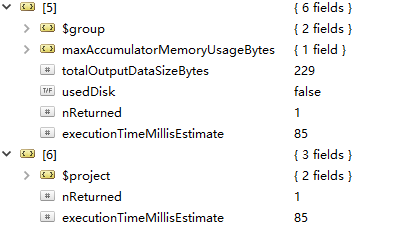 [5] { 6 fields }
$group { 2 fields }
maxAccumulatorMemoryUsageBytes { 1 field }
totalOutputDataSizeBytes 229
T/F usedDisk false
# nReturned 1
# executionTimeMillisEstimate 85
[6] { 3 fields }
$project { 2 fields }
# nReturned 1
# executionTimeMillisEstimate 85